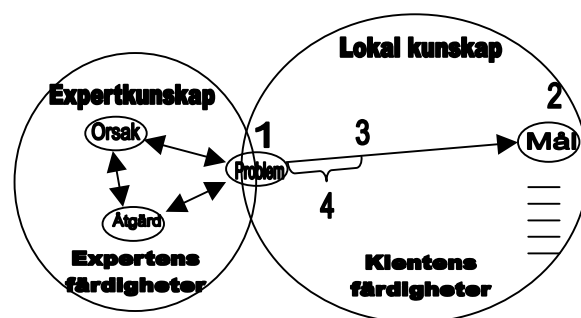 Lokal kunskap
Expertkunskap
Orsak
1
Problem
3
4
2
Mål
Åtgärd
Expertens
färdigheter
Klientens
färdigheter